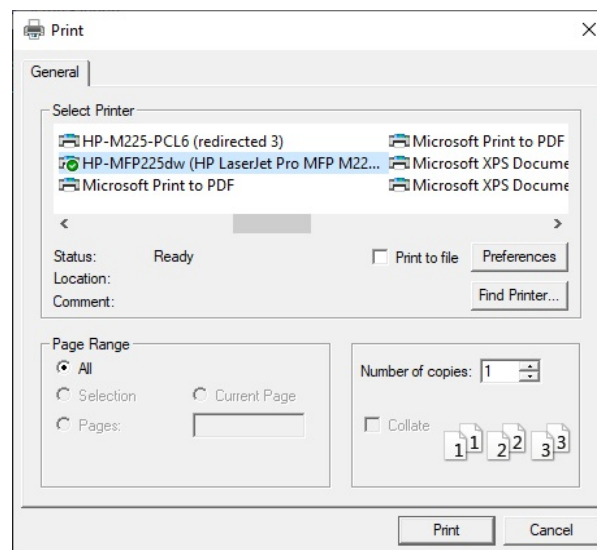 Print
General
Select Printer
HP-M225-PCL6 (redirected 3)
Microsoft Print to PDF
HP-MFP225dw (HP LaserJet Pro MFP M22...
Microsoft XPS Docume
Microsoft Print to PDF
Microsoft XPS Docume
Status: Ready
Print to file
Preferences
Location:
Comment:
Find Printer...
Page Range
All
Selection
Current Page
Pages:
Number of copies: 1
Collate
1 1 2 2 3 3
Print
Cancel